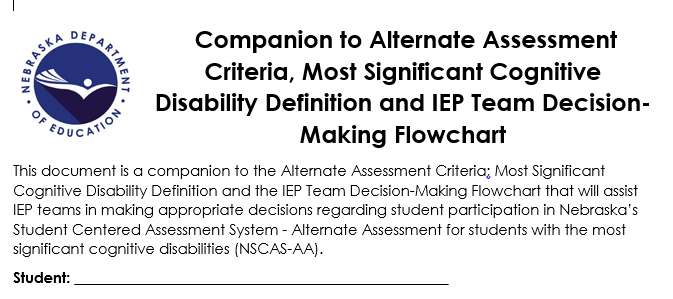 NEBRASKA DEPARTMENT
OF EDUCATION
Companion to Alternate Assessment
Criteria, Most Significant Cognitive
Disability Definition and IEP Team Decision-
Making Flowchart
This document is a companion to the Alternate Assessment Criteria; Most Significant
Cognitive Disability Definition and the IEP Team Decision-Making Flowchart that will assist
IEP teams in making appropriate decisions regarding student participation in Nebraska’s
Student Centered Assessment System - Alternate Assessment for students with the most
significant cognitive disabilities (NSCAS-AA).
Student: ________________________________________________